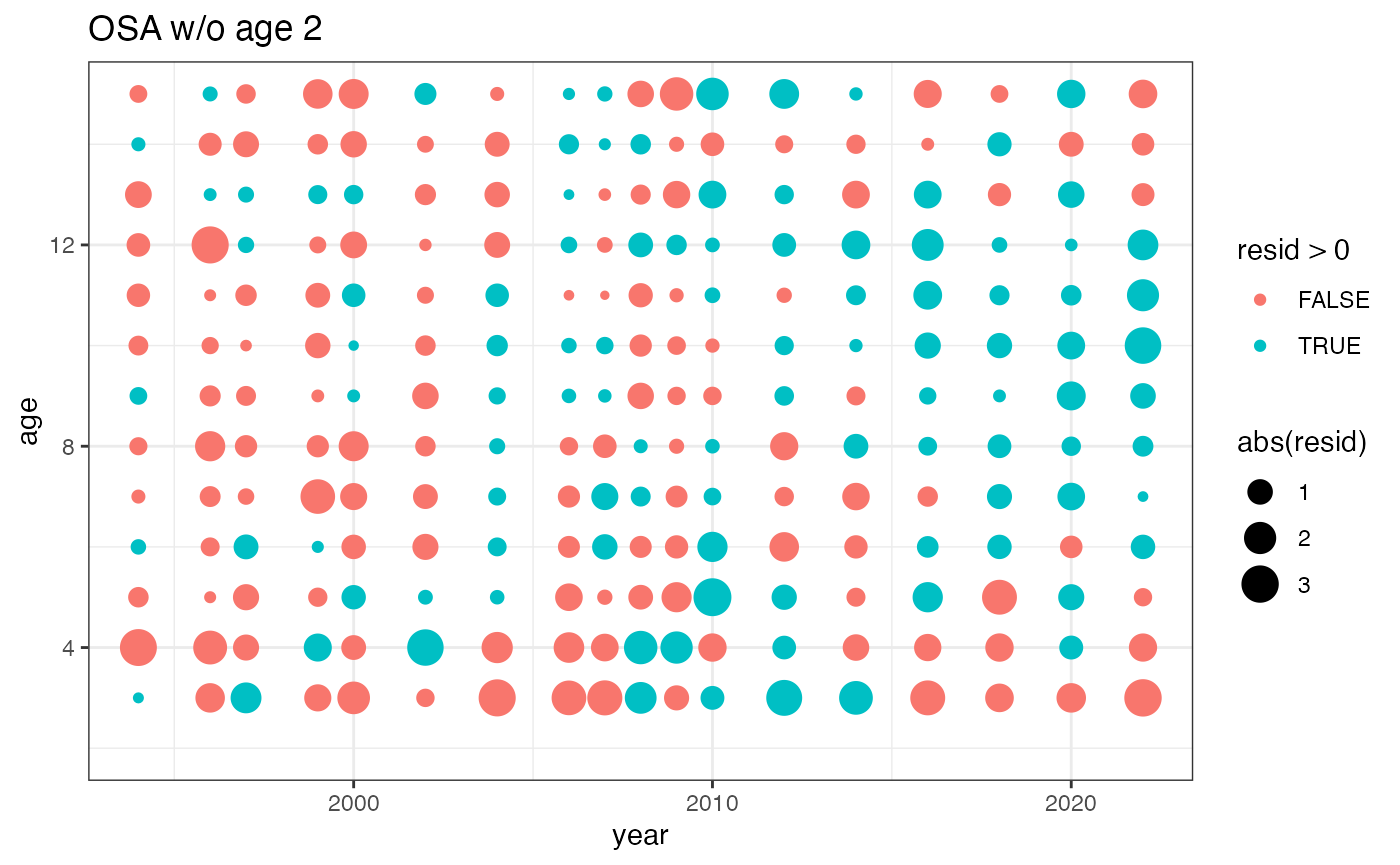 OSA w/o age 2
age
12
8
4
2000
2010
2020
year
resid > 0
FALSE
TRUE
abs(resid)
1
2
3